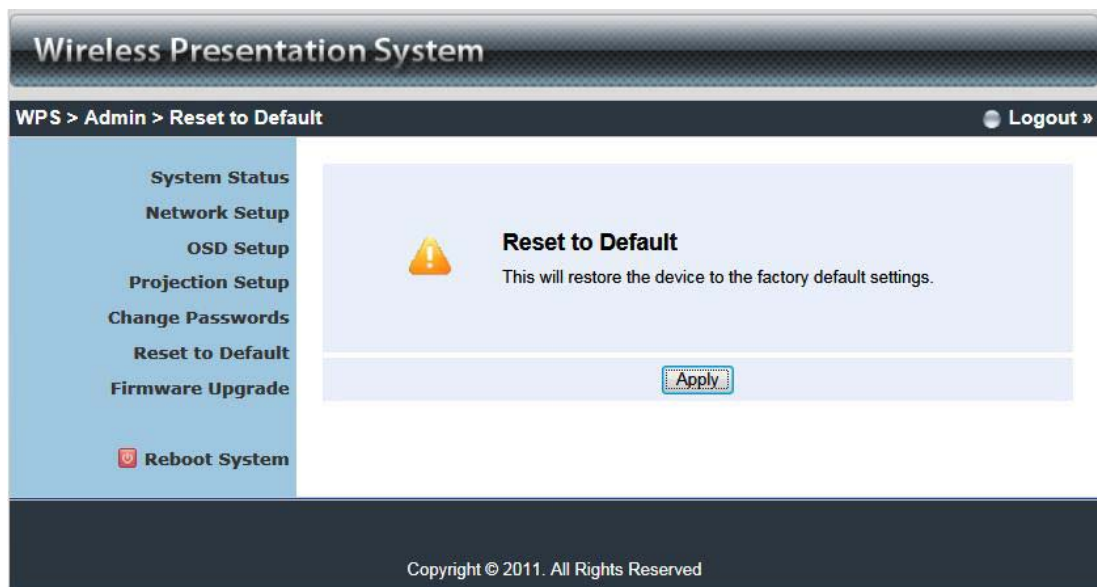 Wireless Presentation System
WPS > Admin > Reset to Default
Logout »
System Status
Network Setup
OSD Setup
Projection Setup
Change Passwords
Reset to Default
Firmware Upgrade
Reboot System
Reset to Default
This will restore the device to the factory default settings.
Apply
Copyright © 2011. All Rights Reserved